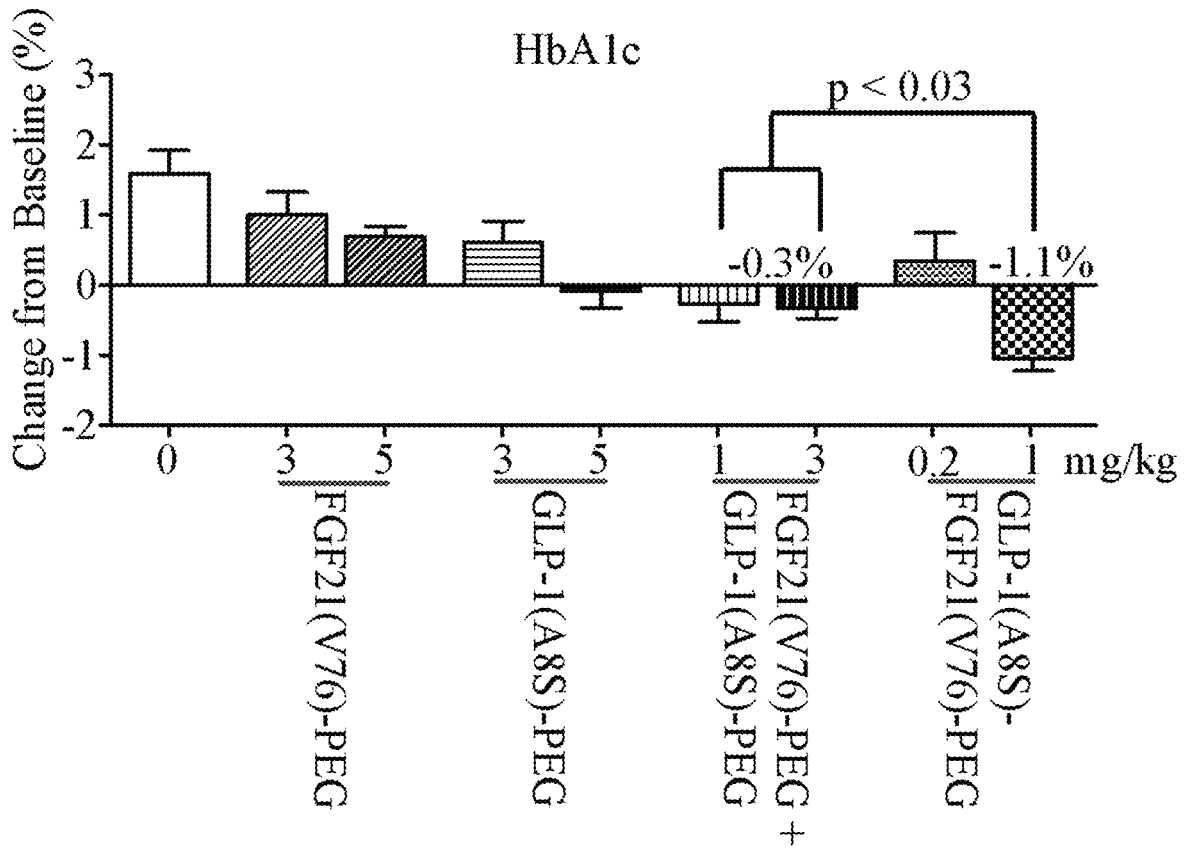 HbA1c
Change from Baseline (%)
3
2
1
0
-1
-2
p < 0.03
-0.3%
-1.1%
0 3 5 3 5 1 3 0.2 1 mg/kg
FGF21(V76)-PEG
GLP-1(A8S)-PEG
FGF21(V76)-PEG+
GLP-1(A8S)-PEG
GLP-1(A8S)-
FGF21(V76)-PEG